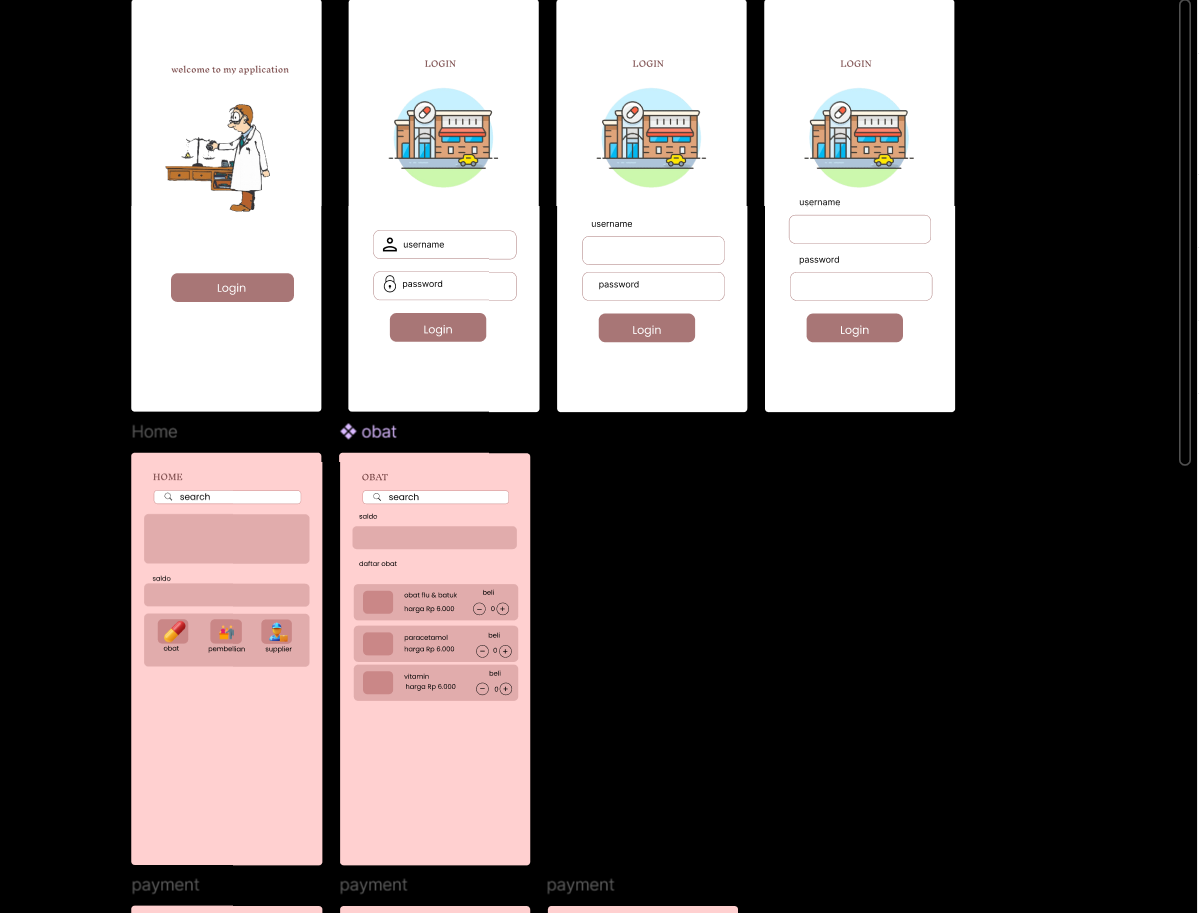 welcome to my application
Login
LOGIN
username
password
Login
LOGIN
username
password
Login
LOGIN
username
password
Login
Home
obat
HOME
search
saldo
obat
pembelian
supplier
OBAT
search
saldo
daftar obat
obat flu & batuk
beli
harga Rp 6.000
0
paracetamol
beli
harga Rp 6.000
0
vitamin
beli
harga Rp 6.000
0
payment
payment
payment